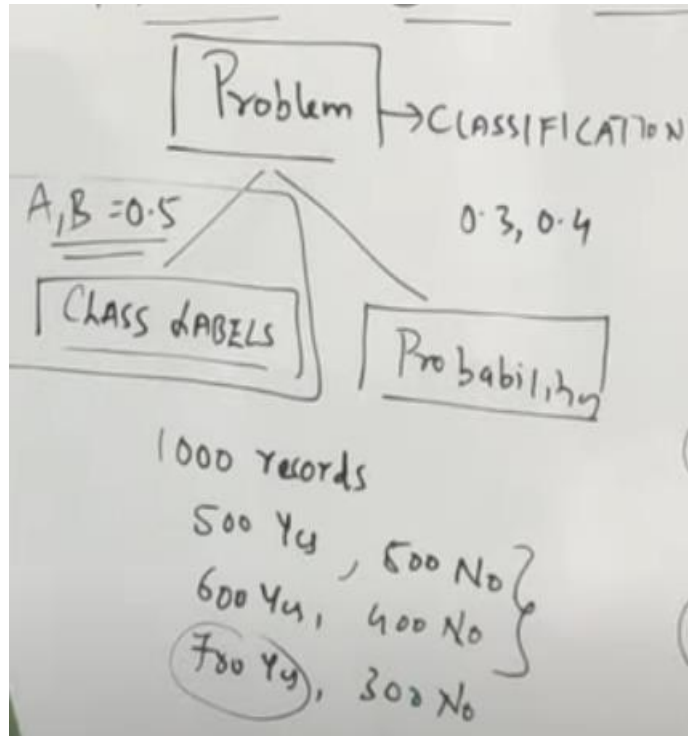 Problem → CLASSIFICATION
A, B = 0.5
0.3, 0.4
CLASS LABELS
Probability
1000 records
500 Yes, 500 No
600 Yes, 400 No
700 Yes, 300 No